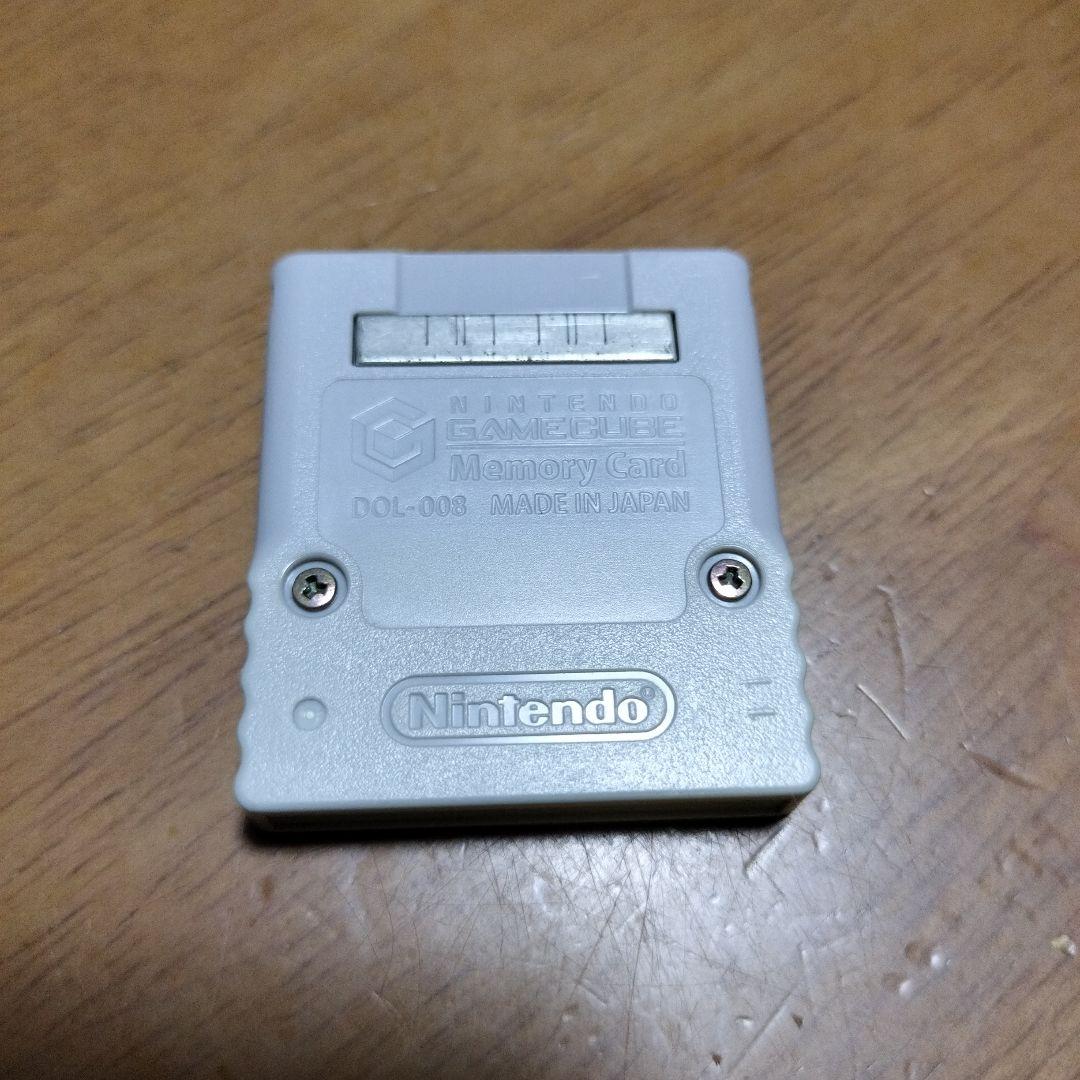 NINTENDO
GAMECUBE
Memory Card
DOL-008 MADE IN JAPAN
Nintendo®